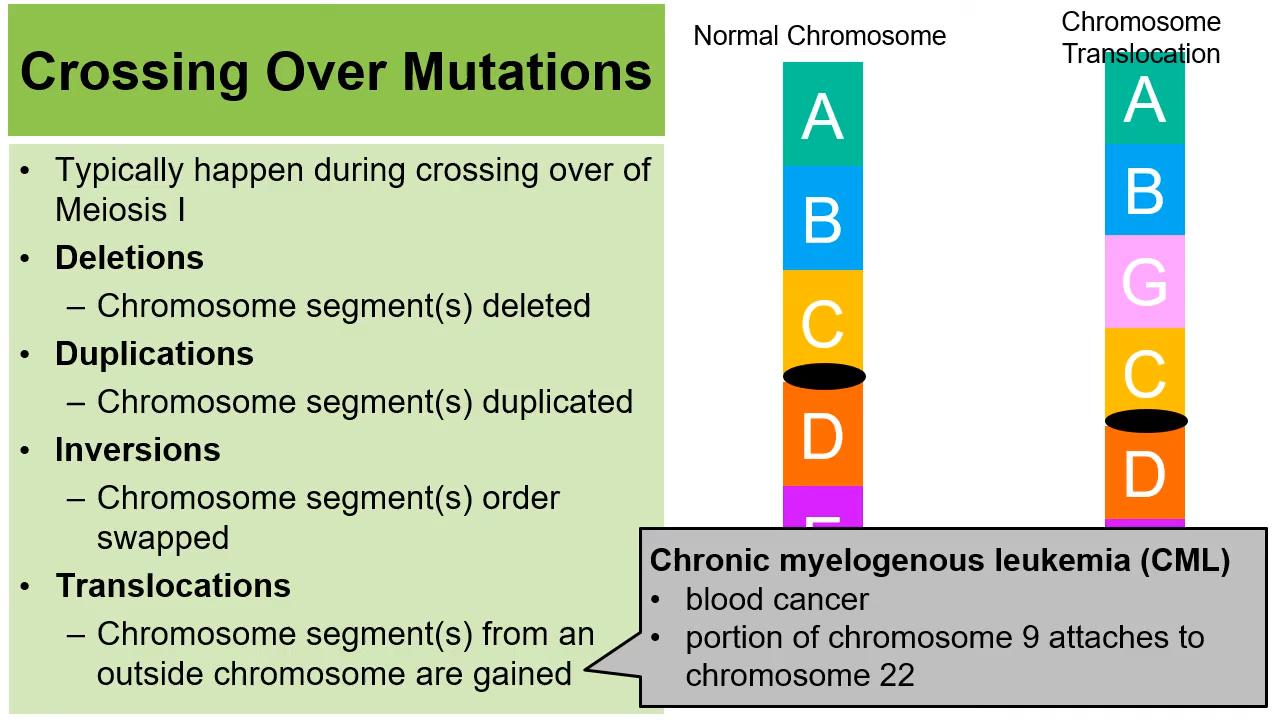 Crossing Over Mutations
• Typically happen during crossing over of
Meiosis I
• Deletions
– Chromosome segment(s) deleted
• Duplications
– Chromosome segment(s) duplicated
• Inversions
– Chromosome segment(s) order
swapped
• Translocations
– Chromosome segment(s) from an
outside chromosome are gained
Normal Chromosome
A
B
C
D
Chromosome
Translocation
A
B
G
C
D
Chronic myelogenous leukemia (CML)
• blood cancer
• portion of chromosome 9 attaches to
chromosome 22